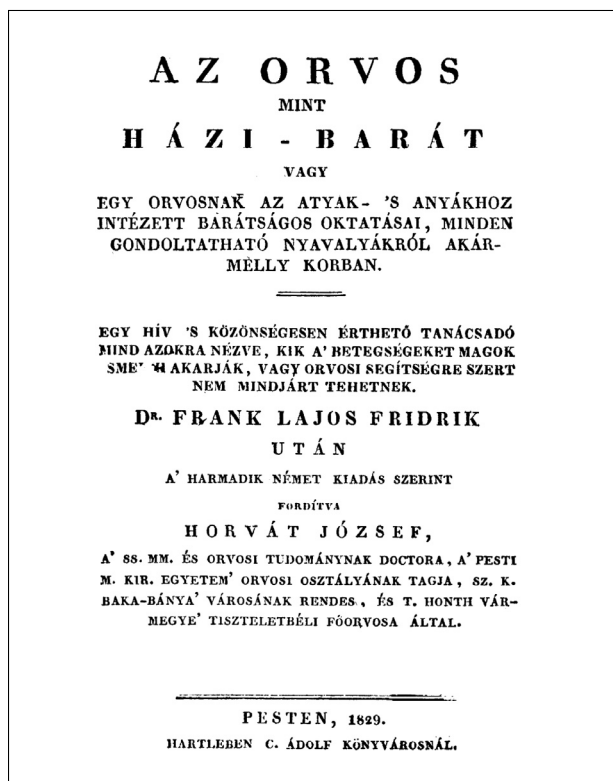 AZ ORVOS
MINT
HÁZI-BARÁT
VAGY
EGY ORVOSNAK AZ ATYAK- 'S ANYÁKHOZ
INTÉZETT BARÁTSÁGOS OKTATÁSAI, MINDEN
GONDOLTATHATÓ NYAVALYÁKRÓL AKÁR-
MELLY KORBAN.
EGY HÍV 'S KÖZÖNSÉGESEN ÉRTHETŐ TANÁCSADÓ
MIND AZOKRA NÉZVE, KIK A' BETEGSÉGEKET MAGOK
AKARJÁK, VAGY ORVOSI SEGÍTSÉGRE SZERT
NEM MINDJÁRT TEHETNEK.
DR. FRANK LAJOS FRIDRIK
UTÁN
A' HARMADIK NÉMET KIADÁS SZERINT
FORDÍTVA
HORVÁT JÓZSEF,
A' SS. MM. ÉS ORVOSI TUDOMÁNYNAK DOCTORA, A' PESTI
M. KIR. EGYETEM' ORVOSI OSZTÁLYÁNAK TAGJA, SZ. K.
BAKA-BÁNYA' VÁROSÁNAK RENDES, ÉS T. HONTH VÁR-
MEGYE' TISZTELETBÉLI FŐORVOSA ÁLTAL.
PESTEN, 1829.
HARTLEBEN C. ÁDOLF KÖNYVÁROSNÁL.